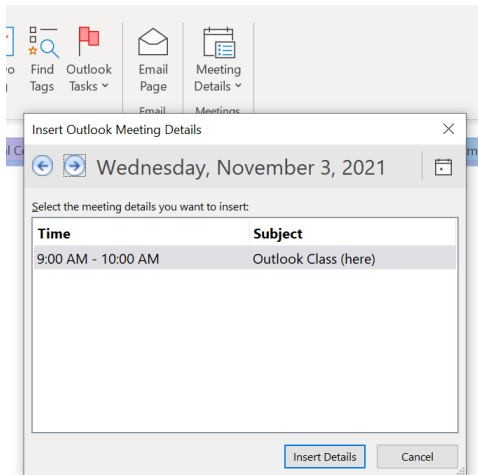 Find Outlook Email Meeting
Tags Tasks Page Details
Email Meetings
Insert Outlook Meeting Details
Wednesday, November 3, 2021
Select the meeting details you want to insert:
Time Subject
9:00 AM - 10:00 AM Outlook Class (here)
Insert Details Cancel